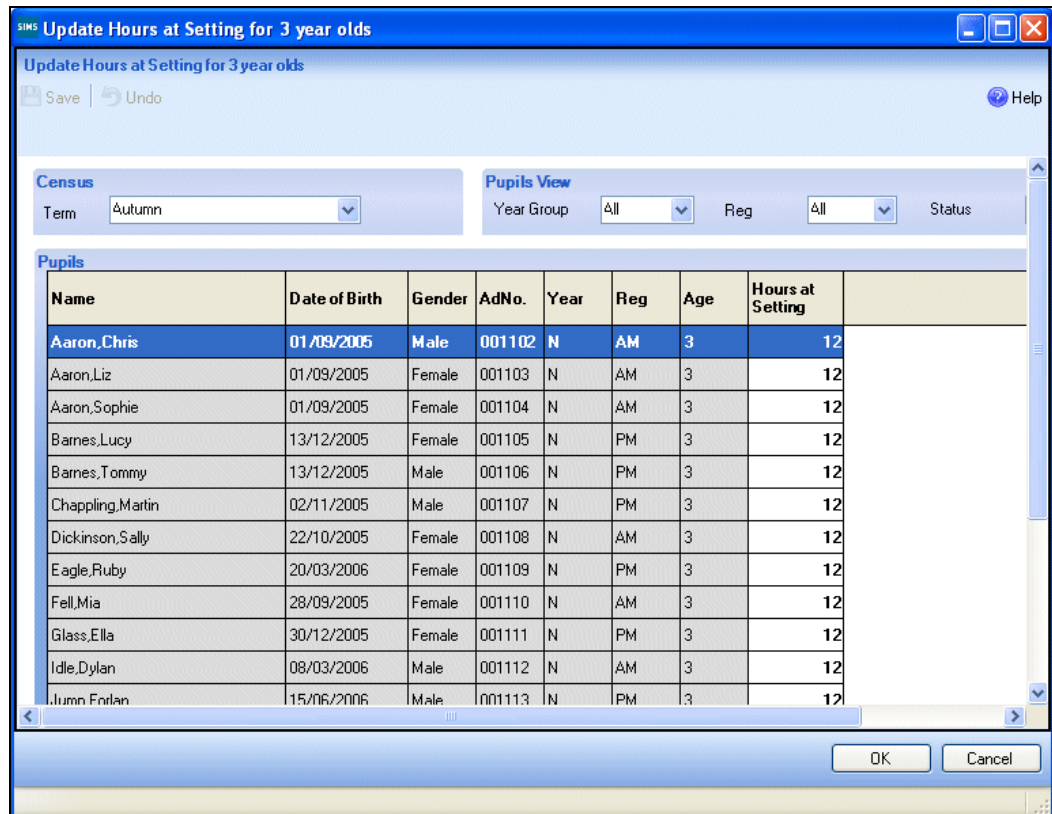 SIMS Update Hours at Setting for 3 year olds
Update Hours at Setting for 3 year olds
Save Undo Help
Census Pupils View
Term Autumn Year Group All Reg All Status
Pupils
Name Date of Birth Gender AdNo. Year Reg Age Hours at Setting
Aaron,Chris 01/09/2005 Male 001102 N AM 3 12
Aaron,Liz 01/09/2005 Female 001103 N AM 3 12
Aaron,Sophie 01/09/2005 Female 001104 N AM 3 12
Barnes,Lucy 13/12/2005 Female 001105 N PM 3 12
Barnes,Tommy 13/12/2005 Male 001106 N PM 3 12
Chappling,Martin 02/11/2005 Male 001107 N PM 3 12
Dickinson,Sally 22/10/2005 Female 001108 N AM 3 12
Eagle,Ruby 20/03/2006 Female 001109 N PM 3 12
Fell,Mia 28/09/2005 Female 001110 N AM 3 12
Glass,Ella 30/12/2005 Female 001111 N PM 3 12
Idle,Dylan 08/03/2006 Male 001112 N AM 3 12
Jump,Forlan 15/06/2006 Male 001113 N PM 3 12
OK Cancel